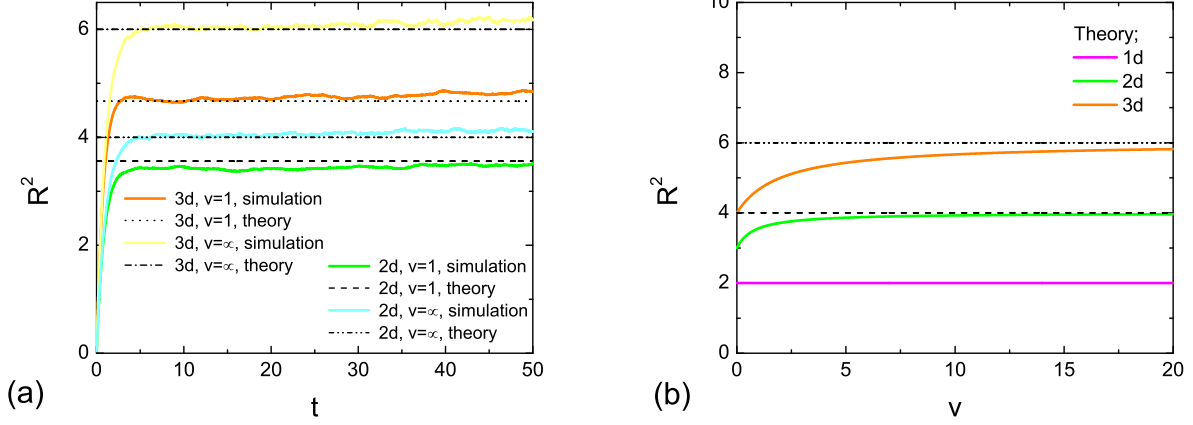 6
4
2
0
R²
0
10
20
30
40
50
t
3d, v=1, simulation
3d, v=1, theory
3d, v=∝, simulation
3d, v=∝, theory
2d, v=1, simulation
2d, v=1, theory
2d, v=∝, simulation
2d, v=∝, theory
(a)
10
8
6
4
2
0
R²
0
5
10
15
20
v
Theory;
1d
2d
3d
(b)